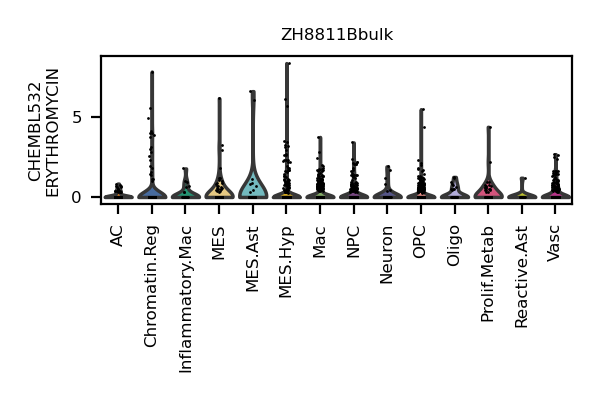 ZH8811Bbulk
CHEMBL532
ERYTHROMYCIN
5
0
AC
Chromatin.Reg
Inflammatory.Mac
MES
MES.Ast
MES.Hyp
Mac
NPC
Neuron
OPC
Oligo
Prolif.Metab
Reactive.Ast
Vasc